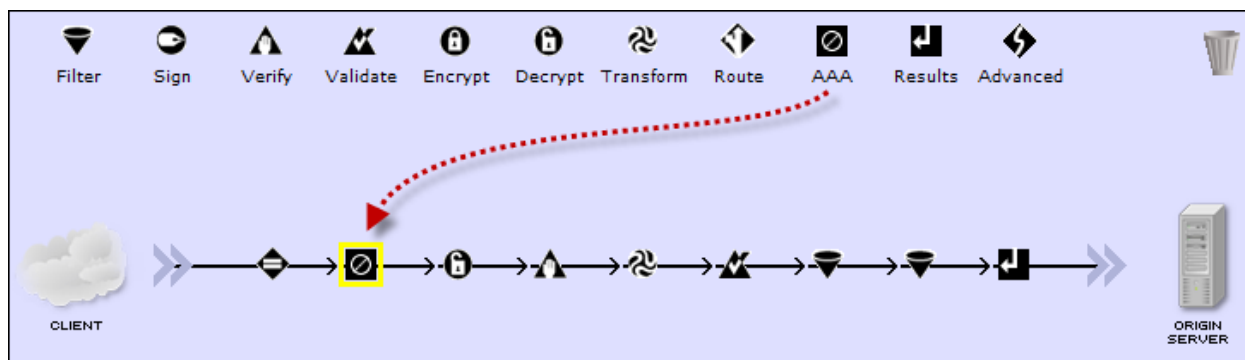 Filter Sign Verify Validate Encrypt Decrypt Transform Route AAA Results Advanced
CLIENT
ORIGIN
SERVER